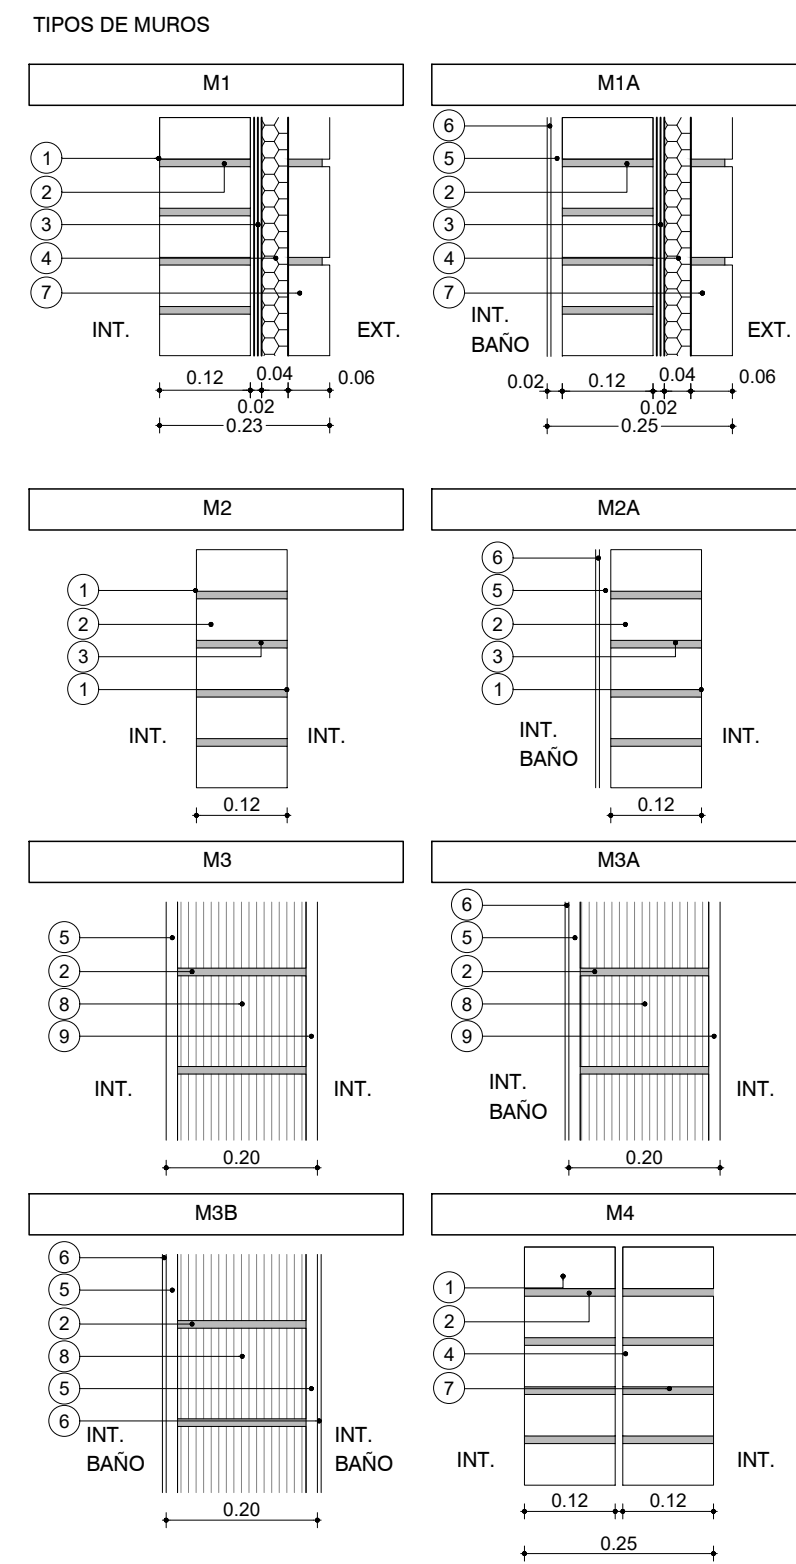 TIPOS DE MUROS
M1
1
2
3
4
7
INT.
EXT.
0.12
0.04
0.06
0.02
0.23
M1A
6
5
2
3
4
7
INT.
BAÑO
EXT.
0.02
0.12
0.04
0.06
0.02
0.25
M2
1
2
3
1
INT.
INT.
0.12
M2A
6
5
2
3
1
INT.
BAÑO
INT.
0.12
M3
5
2
8
9
INT.
INT.
0.20
M3A
6
5
2
8
9
INT.
BAÑO
INT.
0.20
M3B
6
5
2
8
5
6
INT.
BAÑO
INT.
BAÑO
0.20
M4
1
2
4
7
INT.
INT.
0.12
0.12
0.25